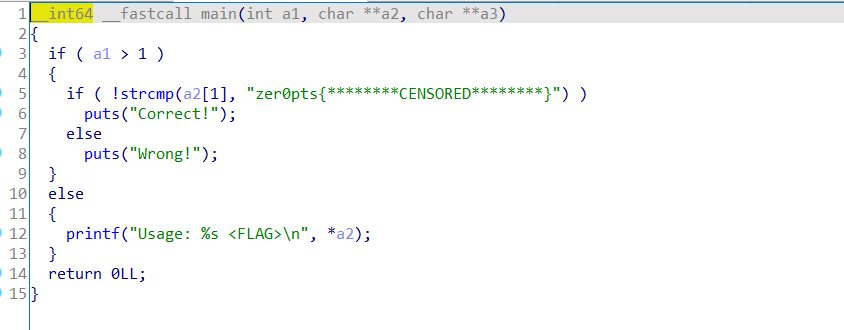 1 __int64 __fastcall main(int a1, char **a2, char **a3)
2 {
3 if ( a1 > 1 )
4 {
5 if ( !strcmp(a2[1], "zer0pts{********CENSORED********}") )
6 puts("Correct!");
7 else
8 puts("Wrong!");
9 }
10 else
11 {
12 printf("Usage: %s <FLAG>\n", *a2);
13 }
14 return 0LL;
15 }